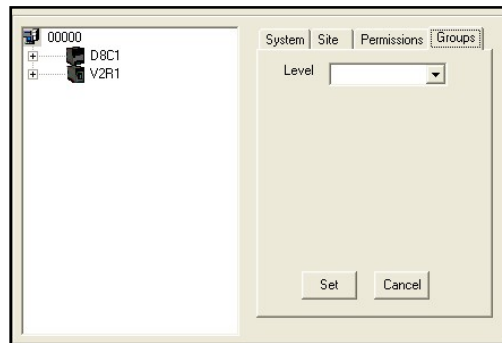 00000
D8C1
V2R1
System Site Permissions Groups
Level
Set Cancel